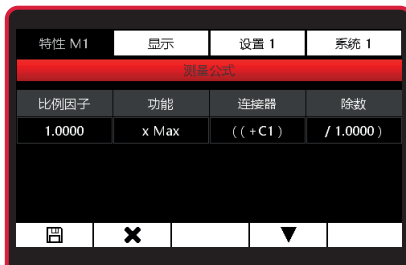 特性 M1 显示 设置 1 系统 1
测量公式
比例因子 功能 连接器 除数
1.0000 x Max ( ( + C1 ) / 1.0000 )